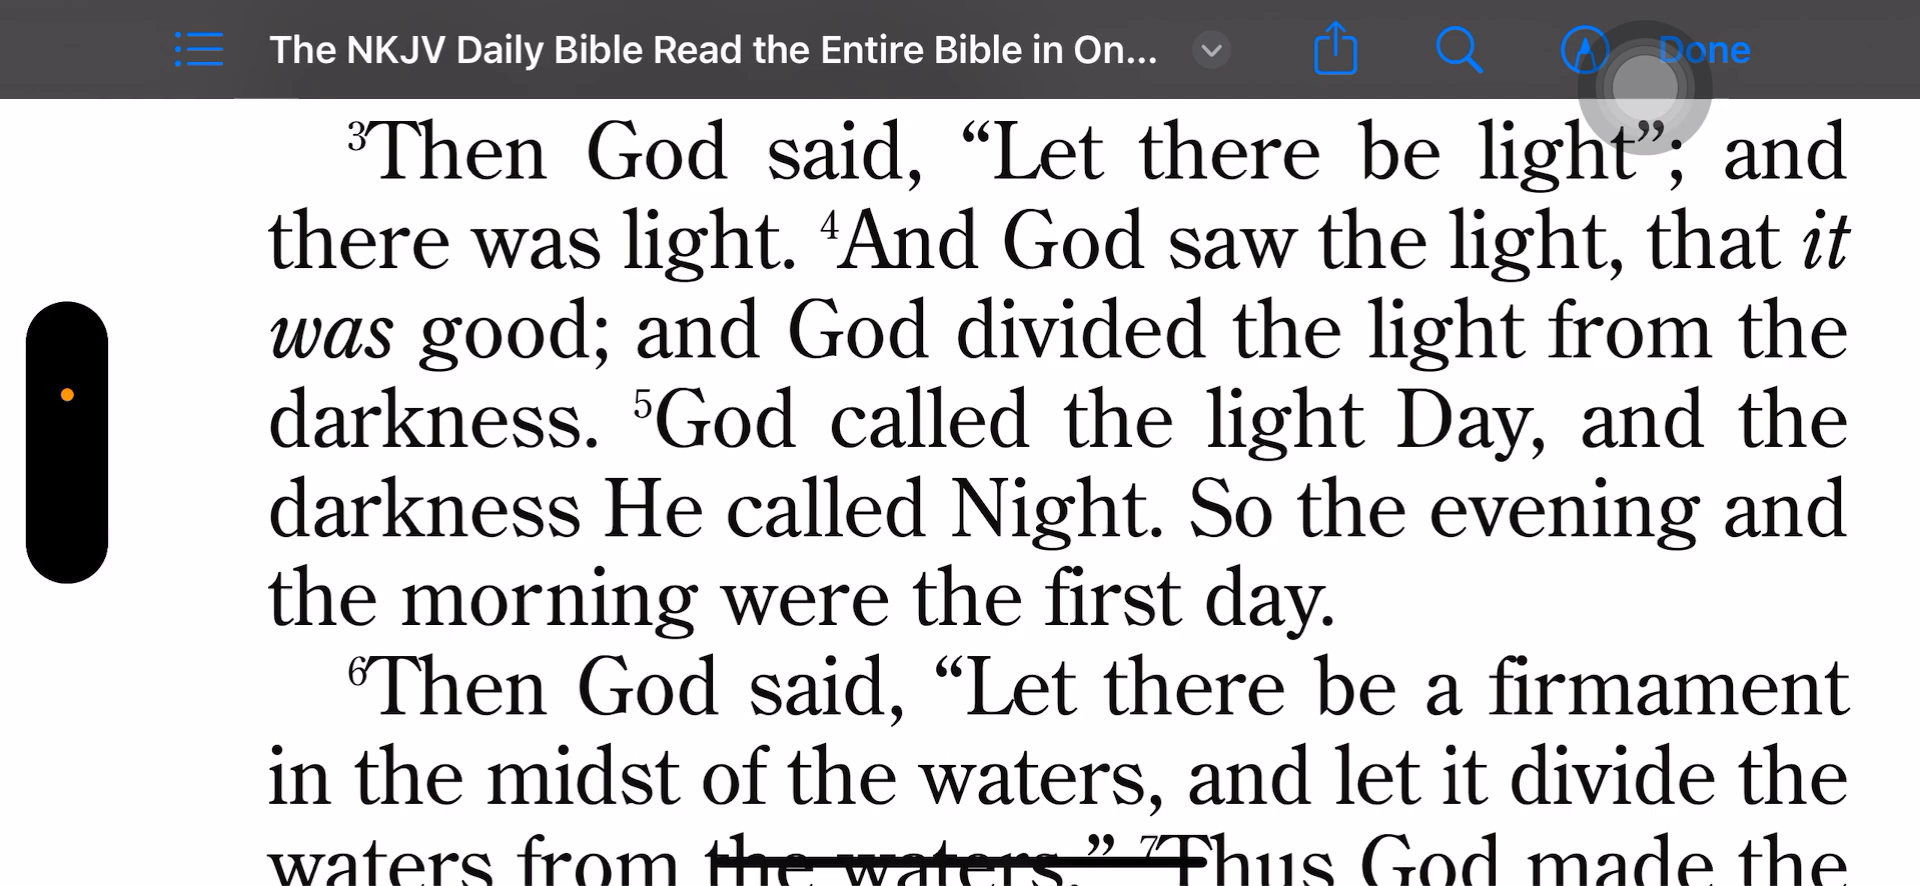 The NKJV Daily Bible Read the Entire Bible in On...
Done
3Then God said, “Let there be light”; and
there was light. 4And God saw the light, that it
was good; and God divided the light from the
darkness. 5God called the light Day, and the
darkness He called Night. So the evening and
the morning were the first day.
6Then God said, “Let there be a firmament
in the midst of the waters, and let it divide the
waters from the waters.” 7Thus God made the